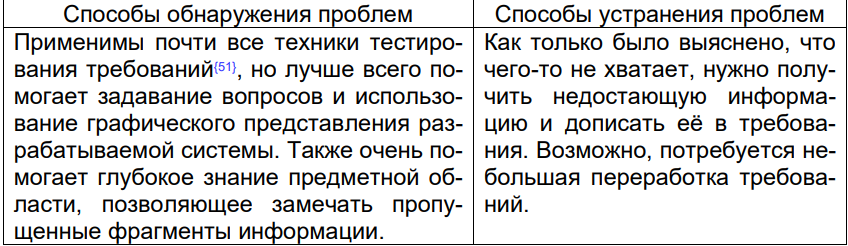 Способы обнаружения проблем
Применимы почти все техники тестиро-
вания требований{51}, но лучше всего по-
могает задавание вопросов и использо-
вание графического представления раз-
рабатываемой системы. Также очень по-
могает глубокое знание предметной об-
ласти, позволяющее замечать пропу-
щенные фрагменты информации.
Способы устранения проблем
Как только было выяснено, что
чего-то не хватает, нужно полу-
чить недостающую информа-
цию и дописать её в требова-
ния. Возможно, потребуется не-
большая переработка требова-
ний.